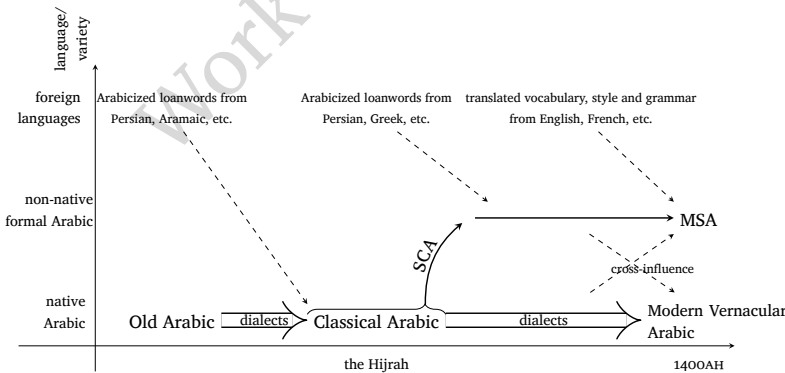 language/
variety
Work
foreign
languages
Arabicized loanwords from
Persian, Aramaic, etc.
Arabicized loanwords from
Persian, Greek, etc.
translated vocabulary, style and grammar
from English, French, etc.
non-native
formal Arabic
MSA
SCA
cross-influence
native
Arabic
Old Arabic
dialects
Classical Arabic
dialects
Modern Vernacular
Arabic
the Hijrah
1400AH